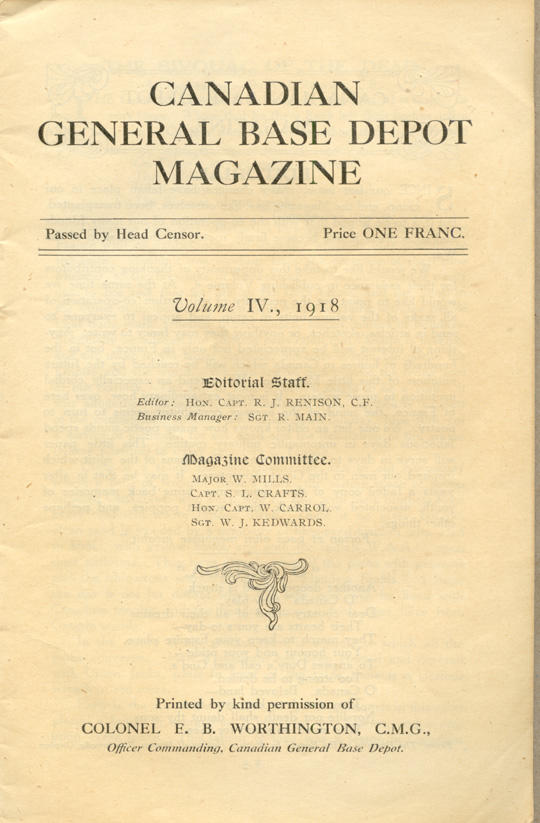 CANADIAN
GENERAL BASE DEPOT
MAGAZINE
Passed by Head Censor. Price ONE FRANC.
Volume IV., 1918
Editorial Staff.
Editor: HON. CAPT. R. J. RENISON, C.F.
Business Manager: SGT. R. MAIN.
Magazine Committee.
MAJOR W. MILLS.
CAPT. S. L. CRAFTS.
HON. CAPT. W. CARROL.
SGT. W. J. KEDWARDS.
Printed by kind permission of
COLONEL E. B. WORTHINGTON, C.M.G.,
Officer Commanding, Canadian General Base Depot.